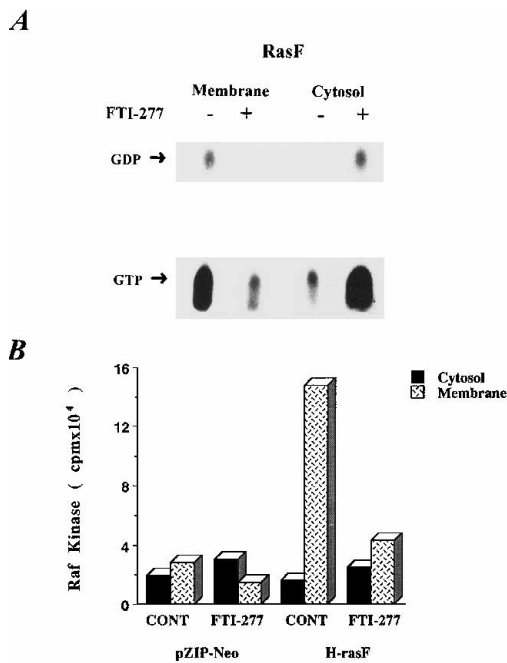 A
RasF
Membrane Cytosol
FTI-277 - + - +
GDP →
GTP →
B
16
12
8
4
0
Raf Kinase ( cpmx10⁴ )
Cytosol
Membrane
CONT FTI-277 CONT FTI-277
pZIP-Neo H-rasF